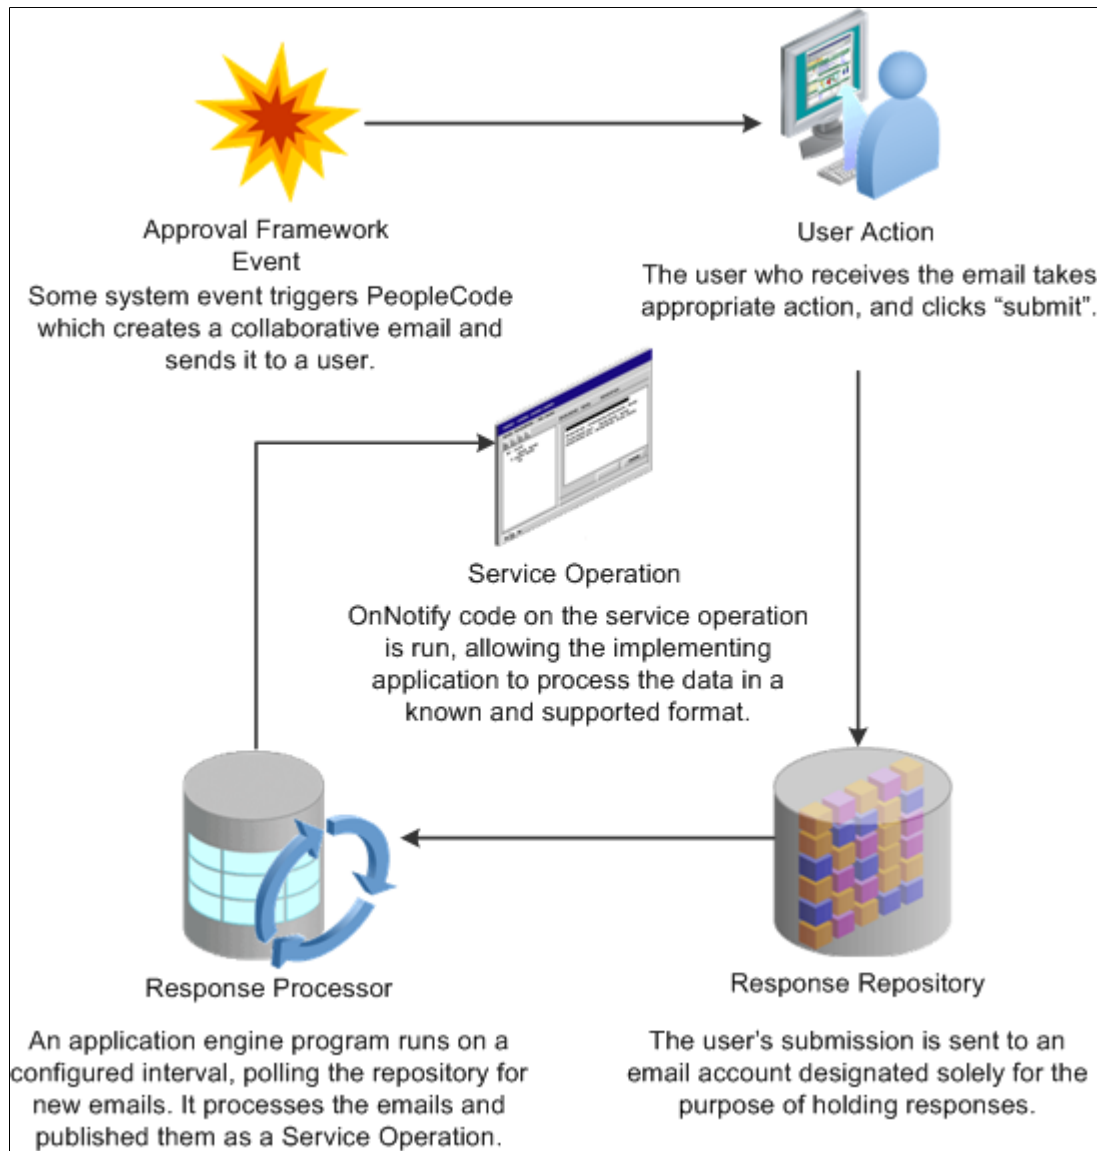 Approval Framework
Event
Some system event triggers PeopleCode
which creates a collaborative email and
sends it to a user.
User Action
The user who receives the email takes
appropriate action, and clicks “submit”.
Service Operation
OnNotify code on the service operation
is run, allowing the implementing
application to process the data in a
known and supported format.
Response Processor
An application engine program runs on a
configured interval, polling the repository for
new emails. It processes the emails and
published them as a Service Operation.
Response Repository
The user’s submission is sent to an
email account designated solely for the
purpose of holding responses.